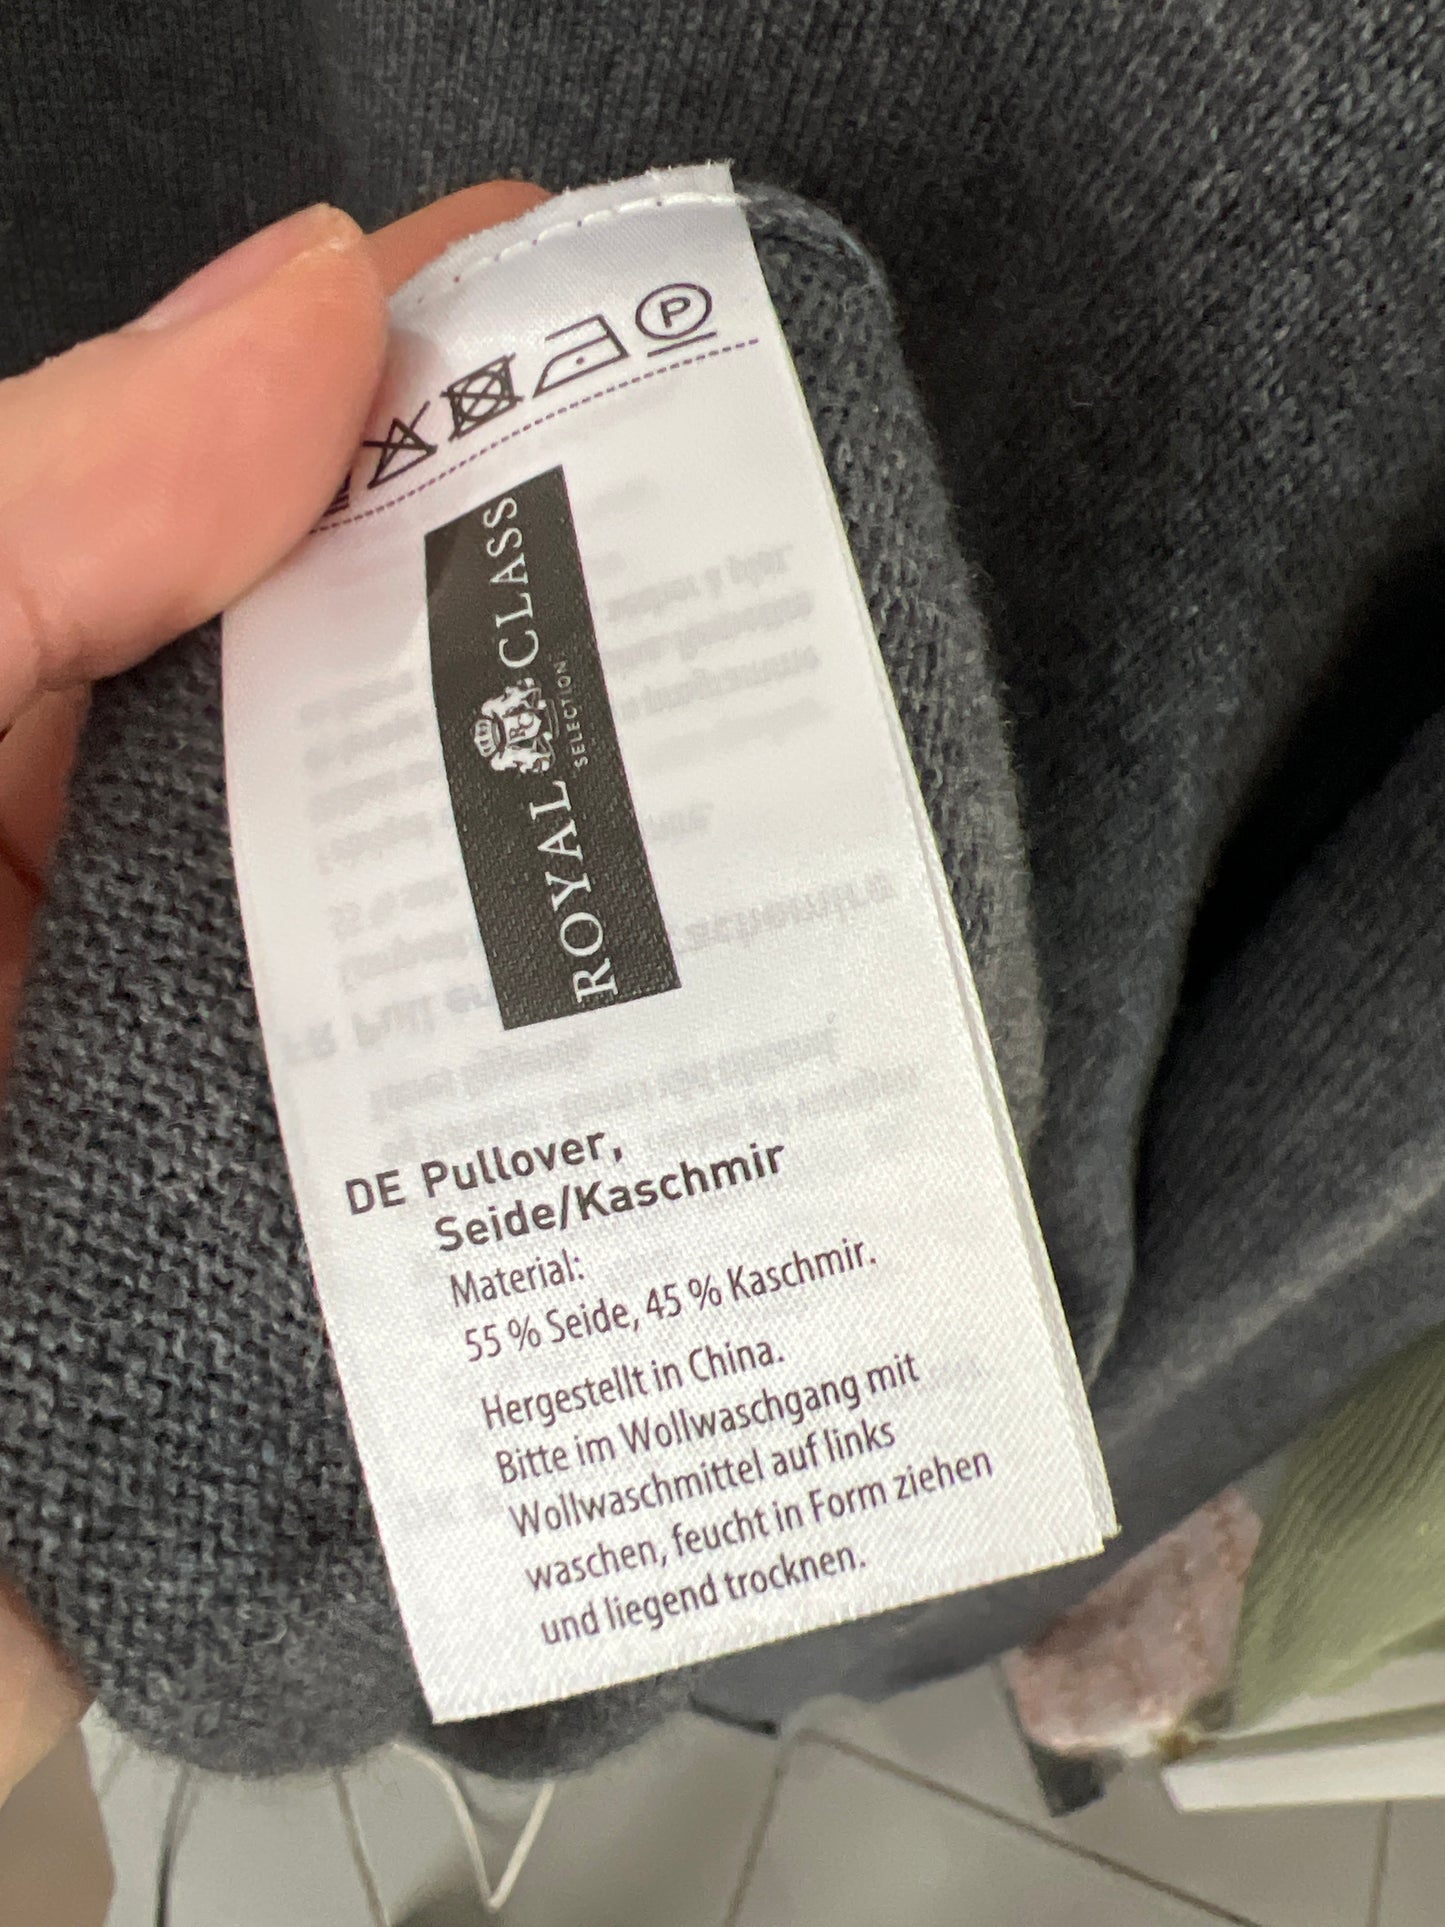 P
ROYAL CLASS
SELECTION
DE Pullover,
Seide/Kaschmir
Material:
55 % Seide, 45 % Kaschmir.
Hergestellt in China.
Bitte im Wollwaschgang mit
Wollwaschmittel auf links
waschen, feucht in Form ziehen
und liegend trocknen.